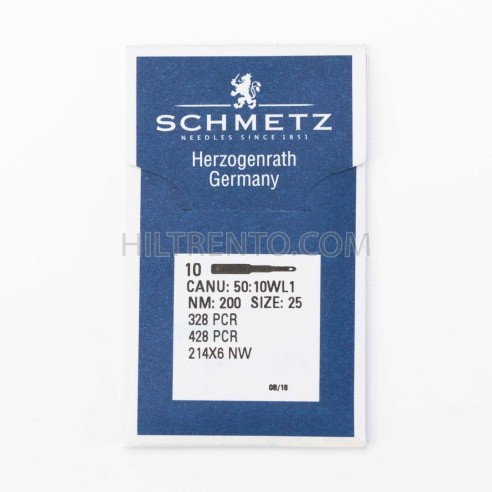 SCHMETZ
NEEDLES SINCE 1851
Herzogenrath
Germany
HILTRENTO.COM
10
CANU: 50:10WL1
NM: 200 SIZE: 25
328 PCR
428 PCR
214X6 NW
08/18